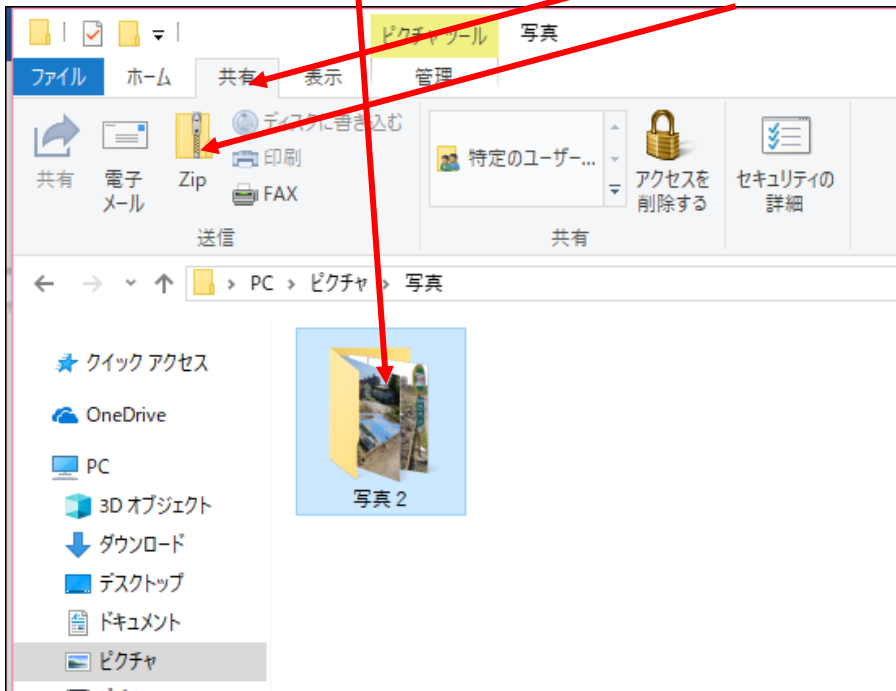 ピクチャ ツール 写真
ファイル ホーム 共有 表示 管理
共有
電子
メール
Zip
ディスクに書き込む
印刷
FAX
送信
特定のユーザー...
アクセスを
削除する
共有
セキュリティの
詳細
PC › ピクチャ › 写真
クイック アクセス
OneDrive
PC
3D オブジェクト
ダウンロード
デスクトップ
ドキュメント
ピクチャ
写真 2